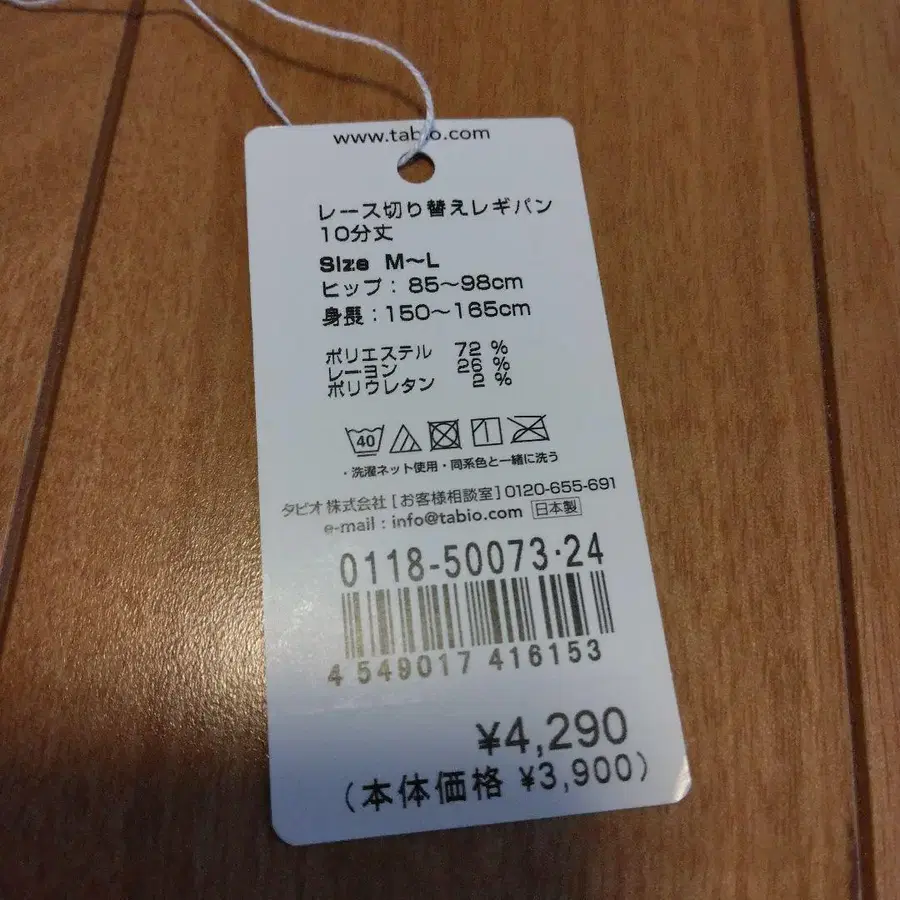 www.tabio.com
レース切り替えレギパン
10分丈
Size M～L
ヒップ：85～98cm
身長：150～165cm
ポリエステル 72 %
レーヨン 26 %
ポリウレタン 2 %
40
・洗濯ネット使用・同系色と一緒に洗う
タビオ株式会社[お客様相談室]0120-655-691
e-mail : info@tabio.com 日本製
0118-50073・24
4 549017 416153
¥4,290
(本体価格 ¥3,900)